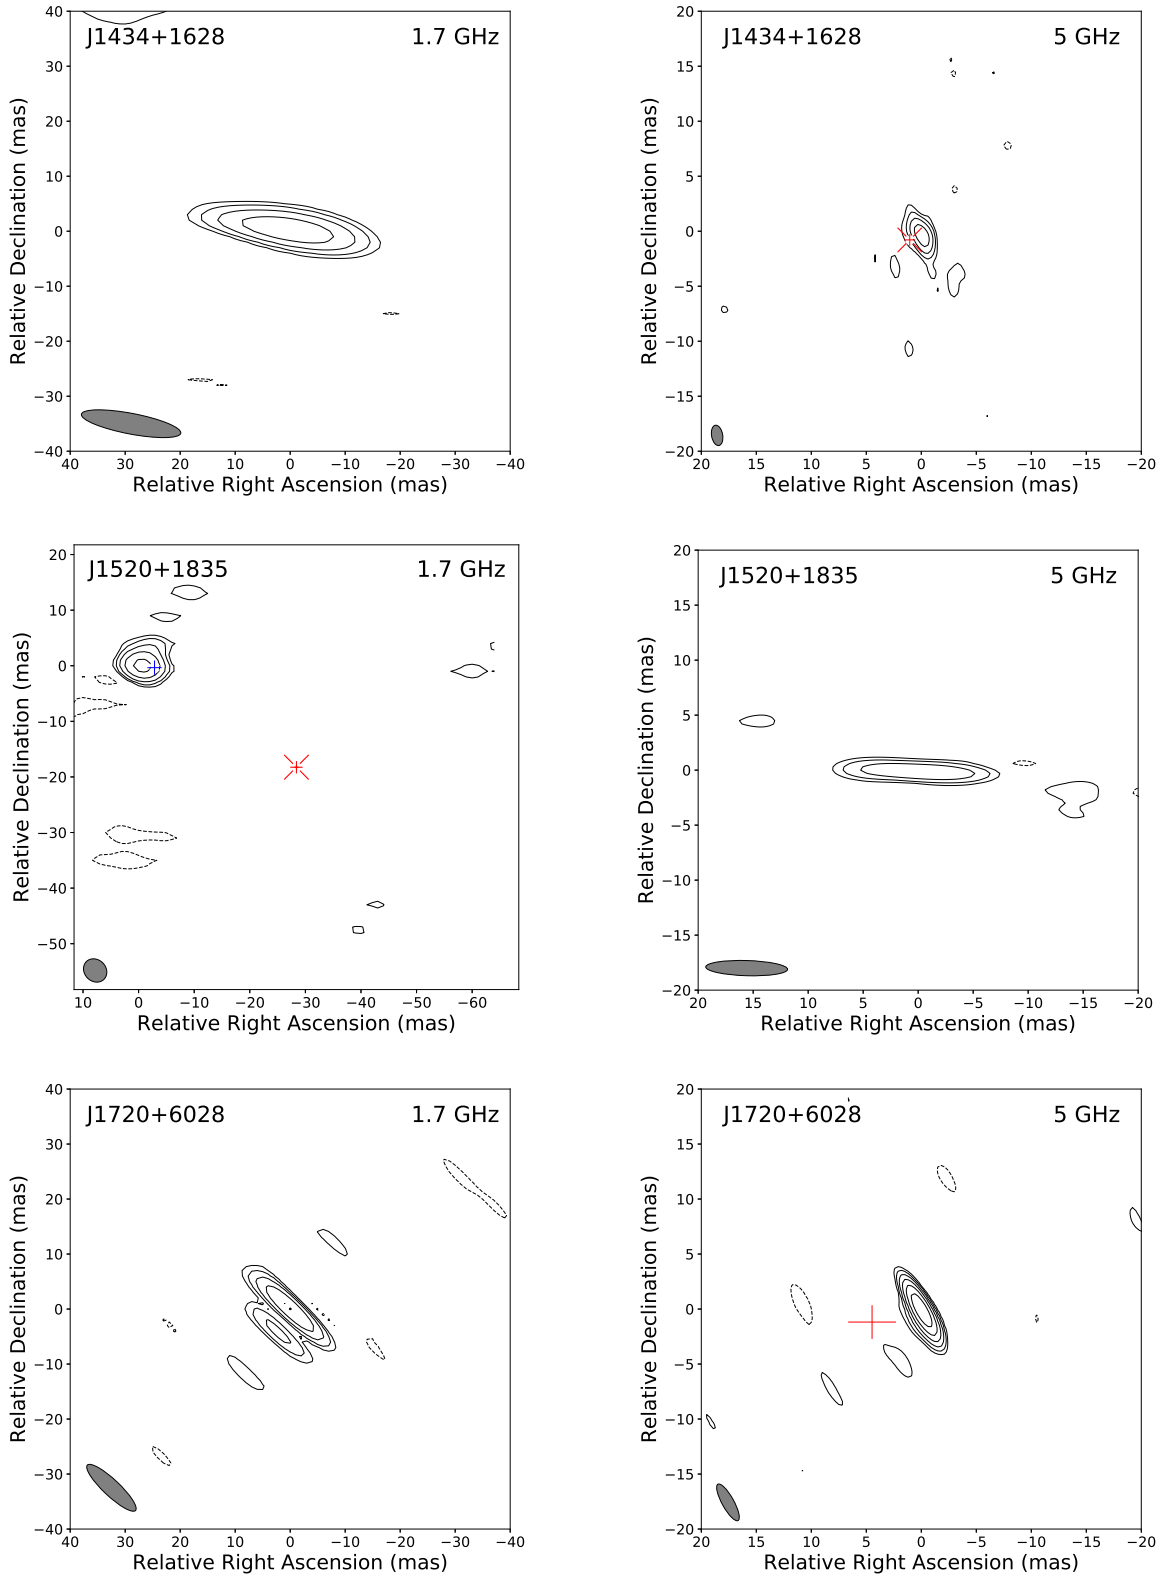 J1434+1628 1.7 GHz
40
30
20
10
0
−10
−20
−30
−40
Relative Declination (mas)
40 30 20 10 0 −10 −20 −30 −40
Relative Right Ascension (mas)
J1434+1628 5 GHz
20
15
10
5
0
−5
−10
−15
−20
Relative Declination (mas)
20 15 10 5 0 −5 −10 −15 −20
Relative Right Ascension (mas)
J1520+1835 1.7 GHz
20
10
0
−10
−20
−30
−40
−50
Relative Declination (mas)
10 0 −10 −20 −30 −40 −50 −60
Relative Right Ascension (mas)
J1520+1835 5 GHz
20
15
10
5
0
−5
−10
−15
−20
Relative Declination (mas)
20 15 10 5 0 −5 −10 −15 −20
Relative Right Ascension (mas)
J1720+6028 1.7 GHz
40
30
20
10
0
−10
−20
−30
−40
Relative Declination (mas)
40 30 20 10 0 −10 −20 −30 −40
Relative Right Ascension (mas)
J1720+6028 5 GHz
20
15
10
5
0
−5
−10
−15
−20
Relative Declination (mas)
20 15 10 5 0 −5 −10 −15 −20
Relative Right Ascension (mas)